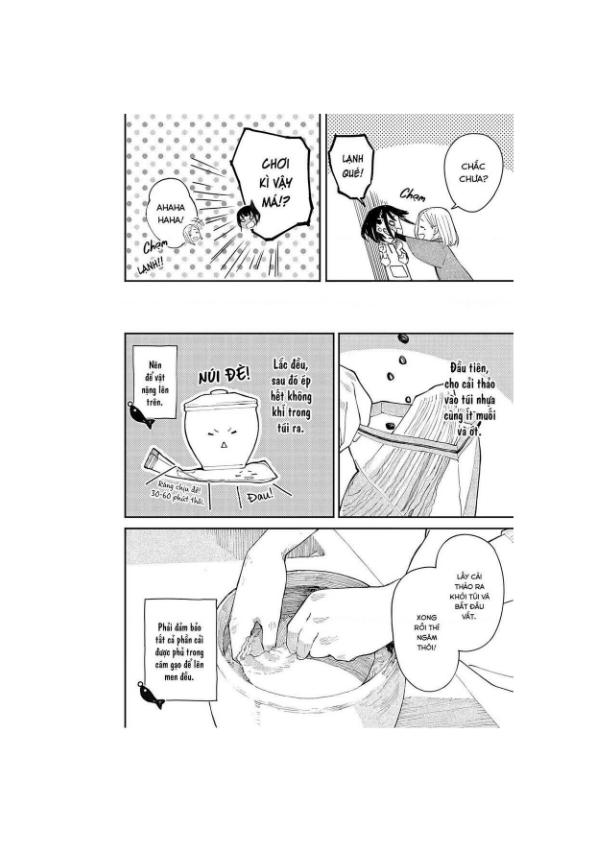 CHẮC
CHƯA?
LẠNH
QUÉ!
Chạm
CHƠI
KÌ VẬY
MÁ!?
AHAHA
HAHA!
Chạm
LẠNH!!
Đầu tiên,
cho cải thảo
vào túi nhựa
cùng ít muối
và ớt.
Lắc đều,
sau đó ép
hết không
khí trong
túi ra.
NÚI ĐÈ!
Nên
để vật
nặng lên
trên.
Ráng chịu đè
30-60 phút thôi.
Đau!
LẤY CẢI
THẢO RA
KHỎI TÚI VÀ
BẮT ĐẦU
VẮT.
XONG
RỒI THÌ
NGÂM
THÔI!
Phải đảm bảo
tất cả phần cải
được phủ trong
cám gạo để lên
men đều.